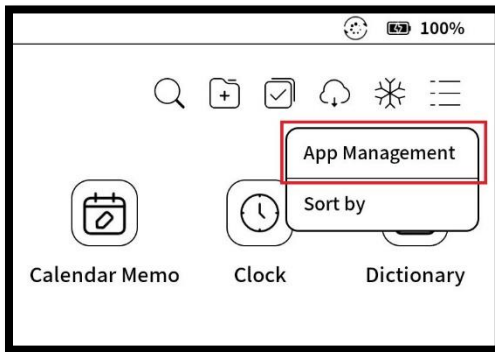 100%
App Management
Sort by
Calendar Memo
Clock
Dictionary